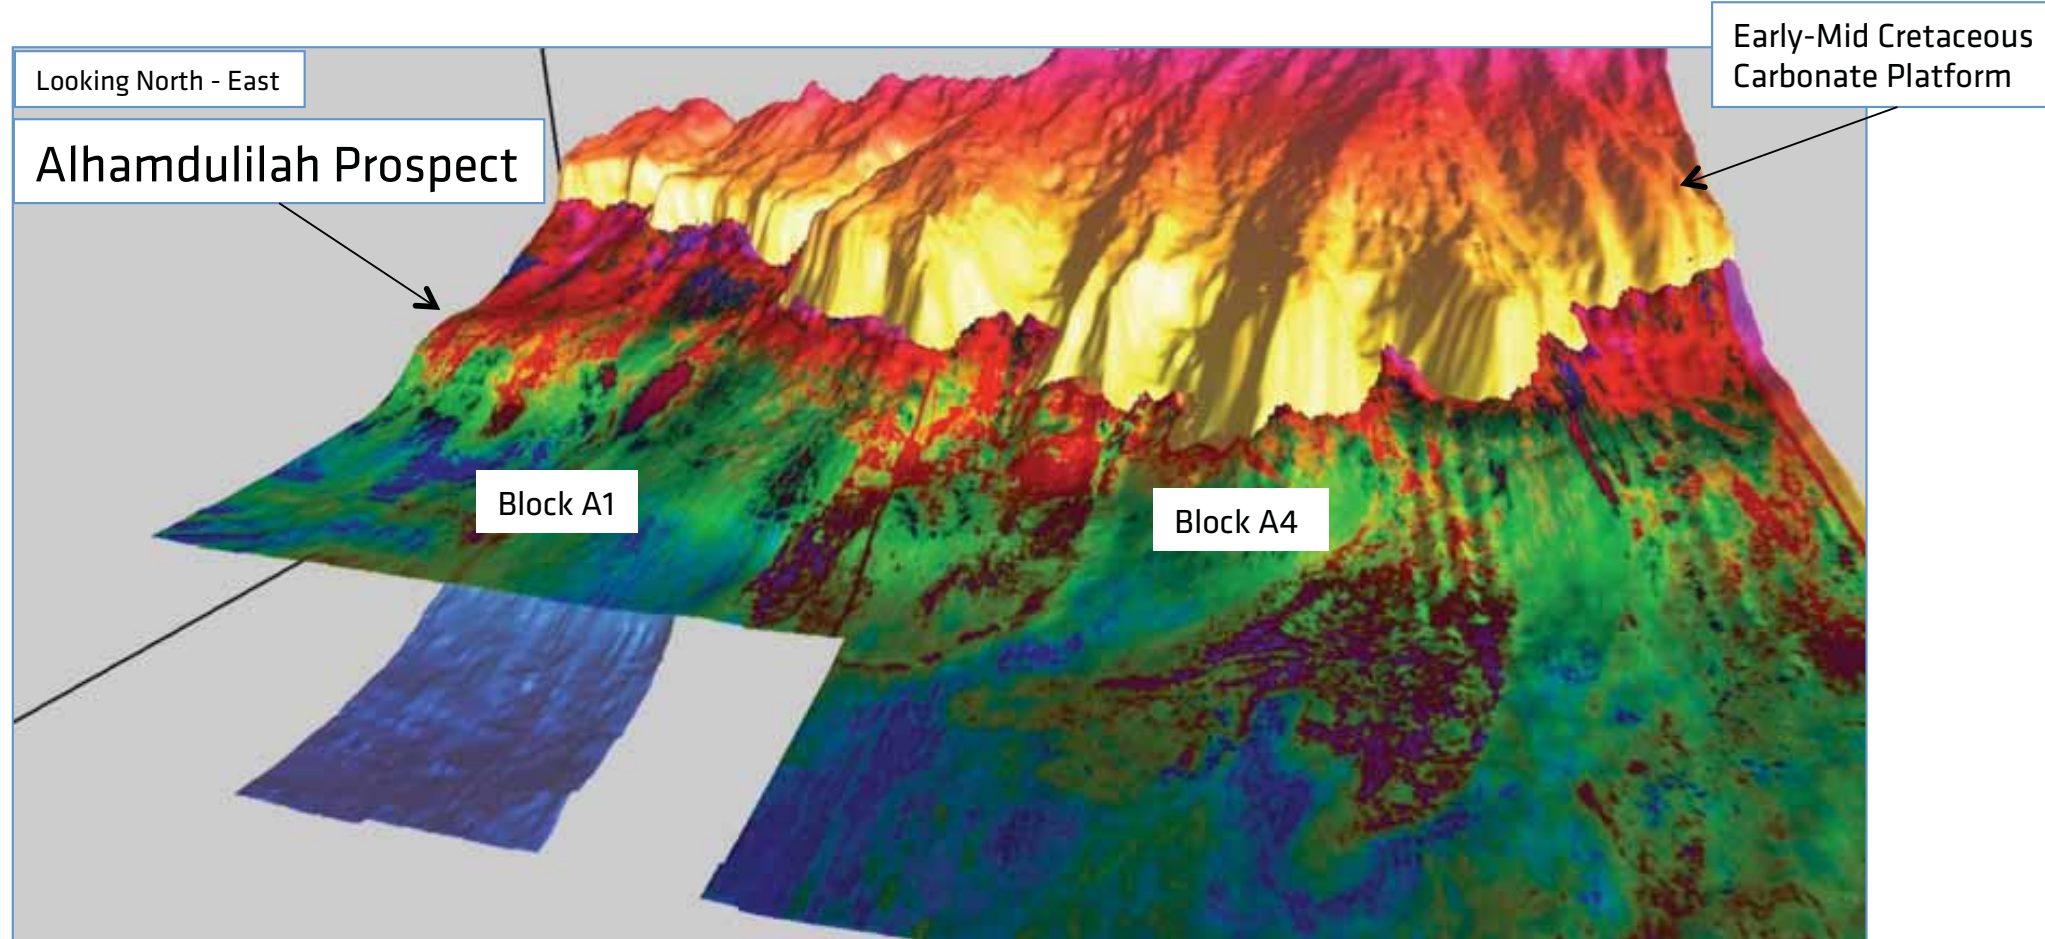 Early-Mid Cretaceous
Carbonate Platform
Looking North - East
Alhamdulilah Prospect
Block A1
Block A4